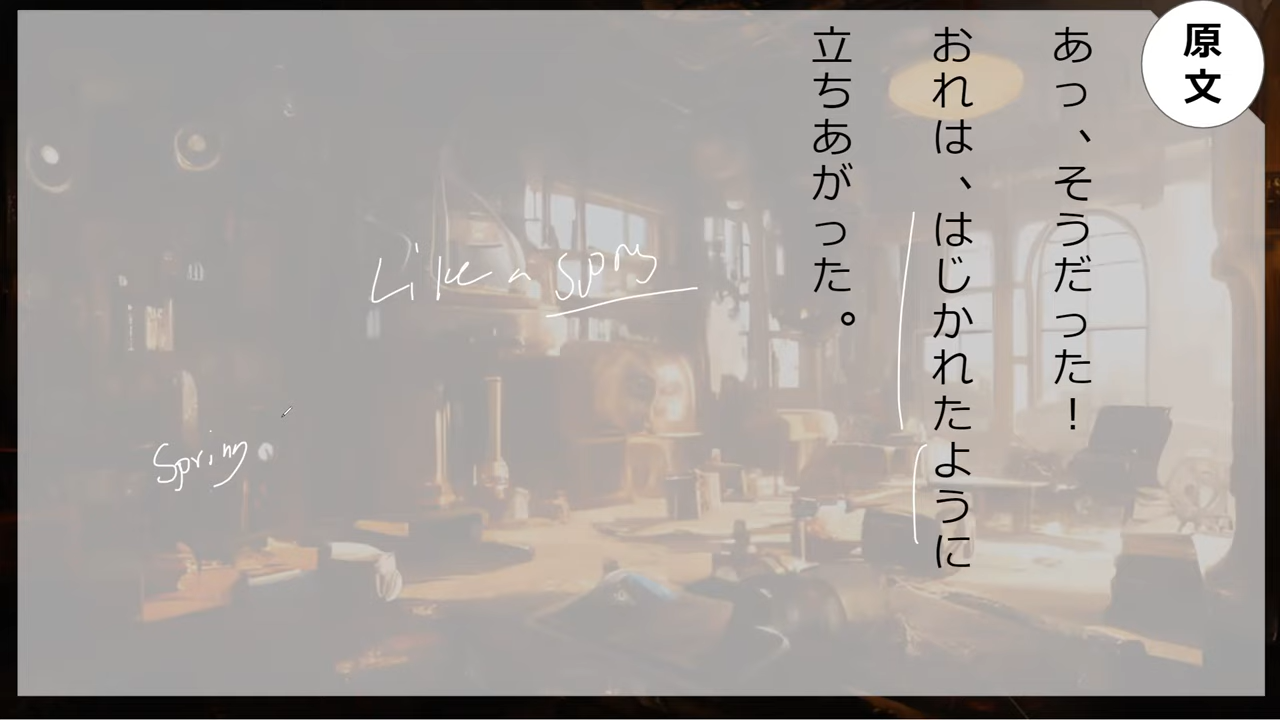 原文
あっ、そうだった！
おれは、はじかれたように
立ちあがった。
Like a spring
Spring